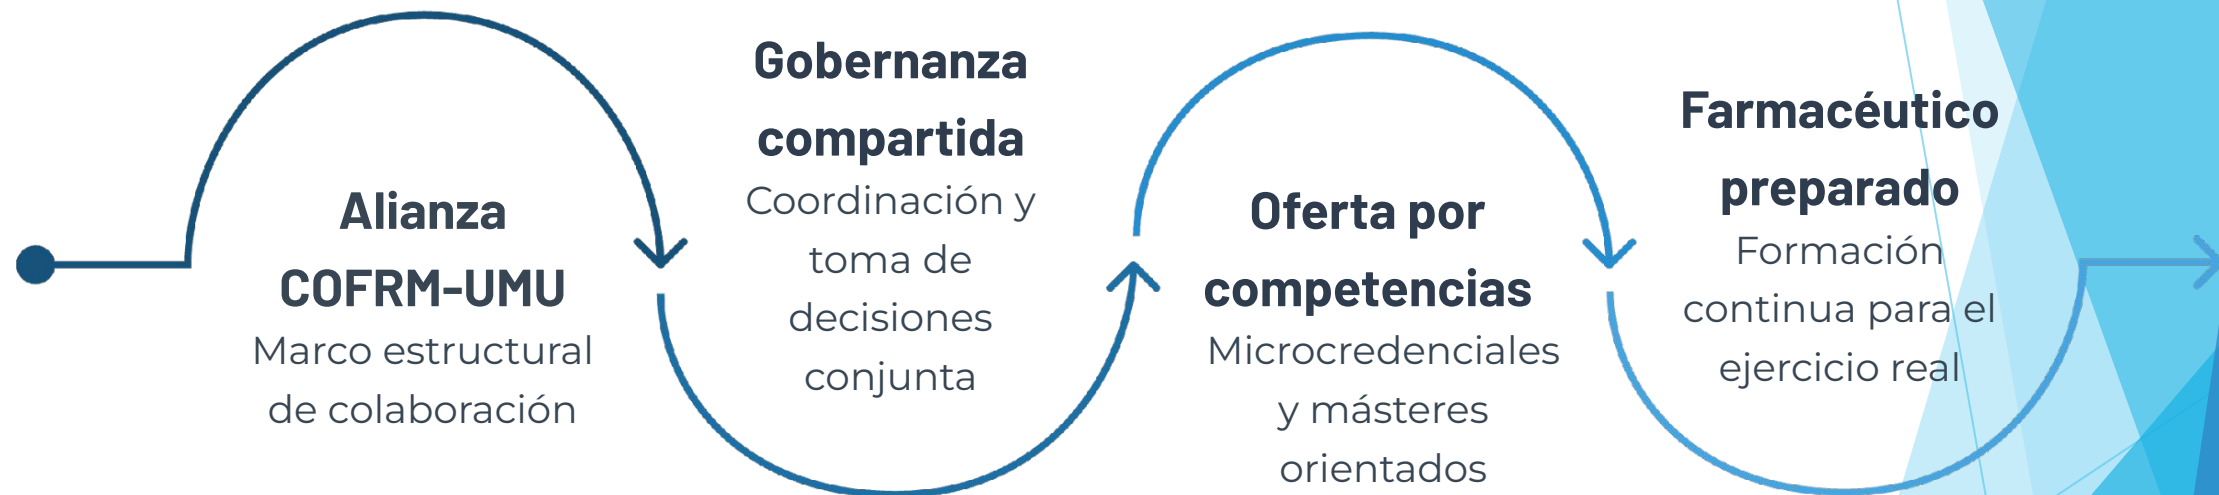 Alianza
COFRM-UMU
Marco estructural
de colaboración
Gobernanza
compartida
Coordinación y
toma de
decisiones
conjunta
Oferta por
competencias
Microcredenciales
y másteres
orientados
Farmacéutico
preparado
Formación
continua para el
ejercicio real